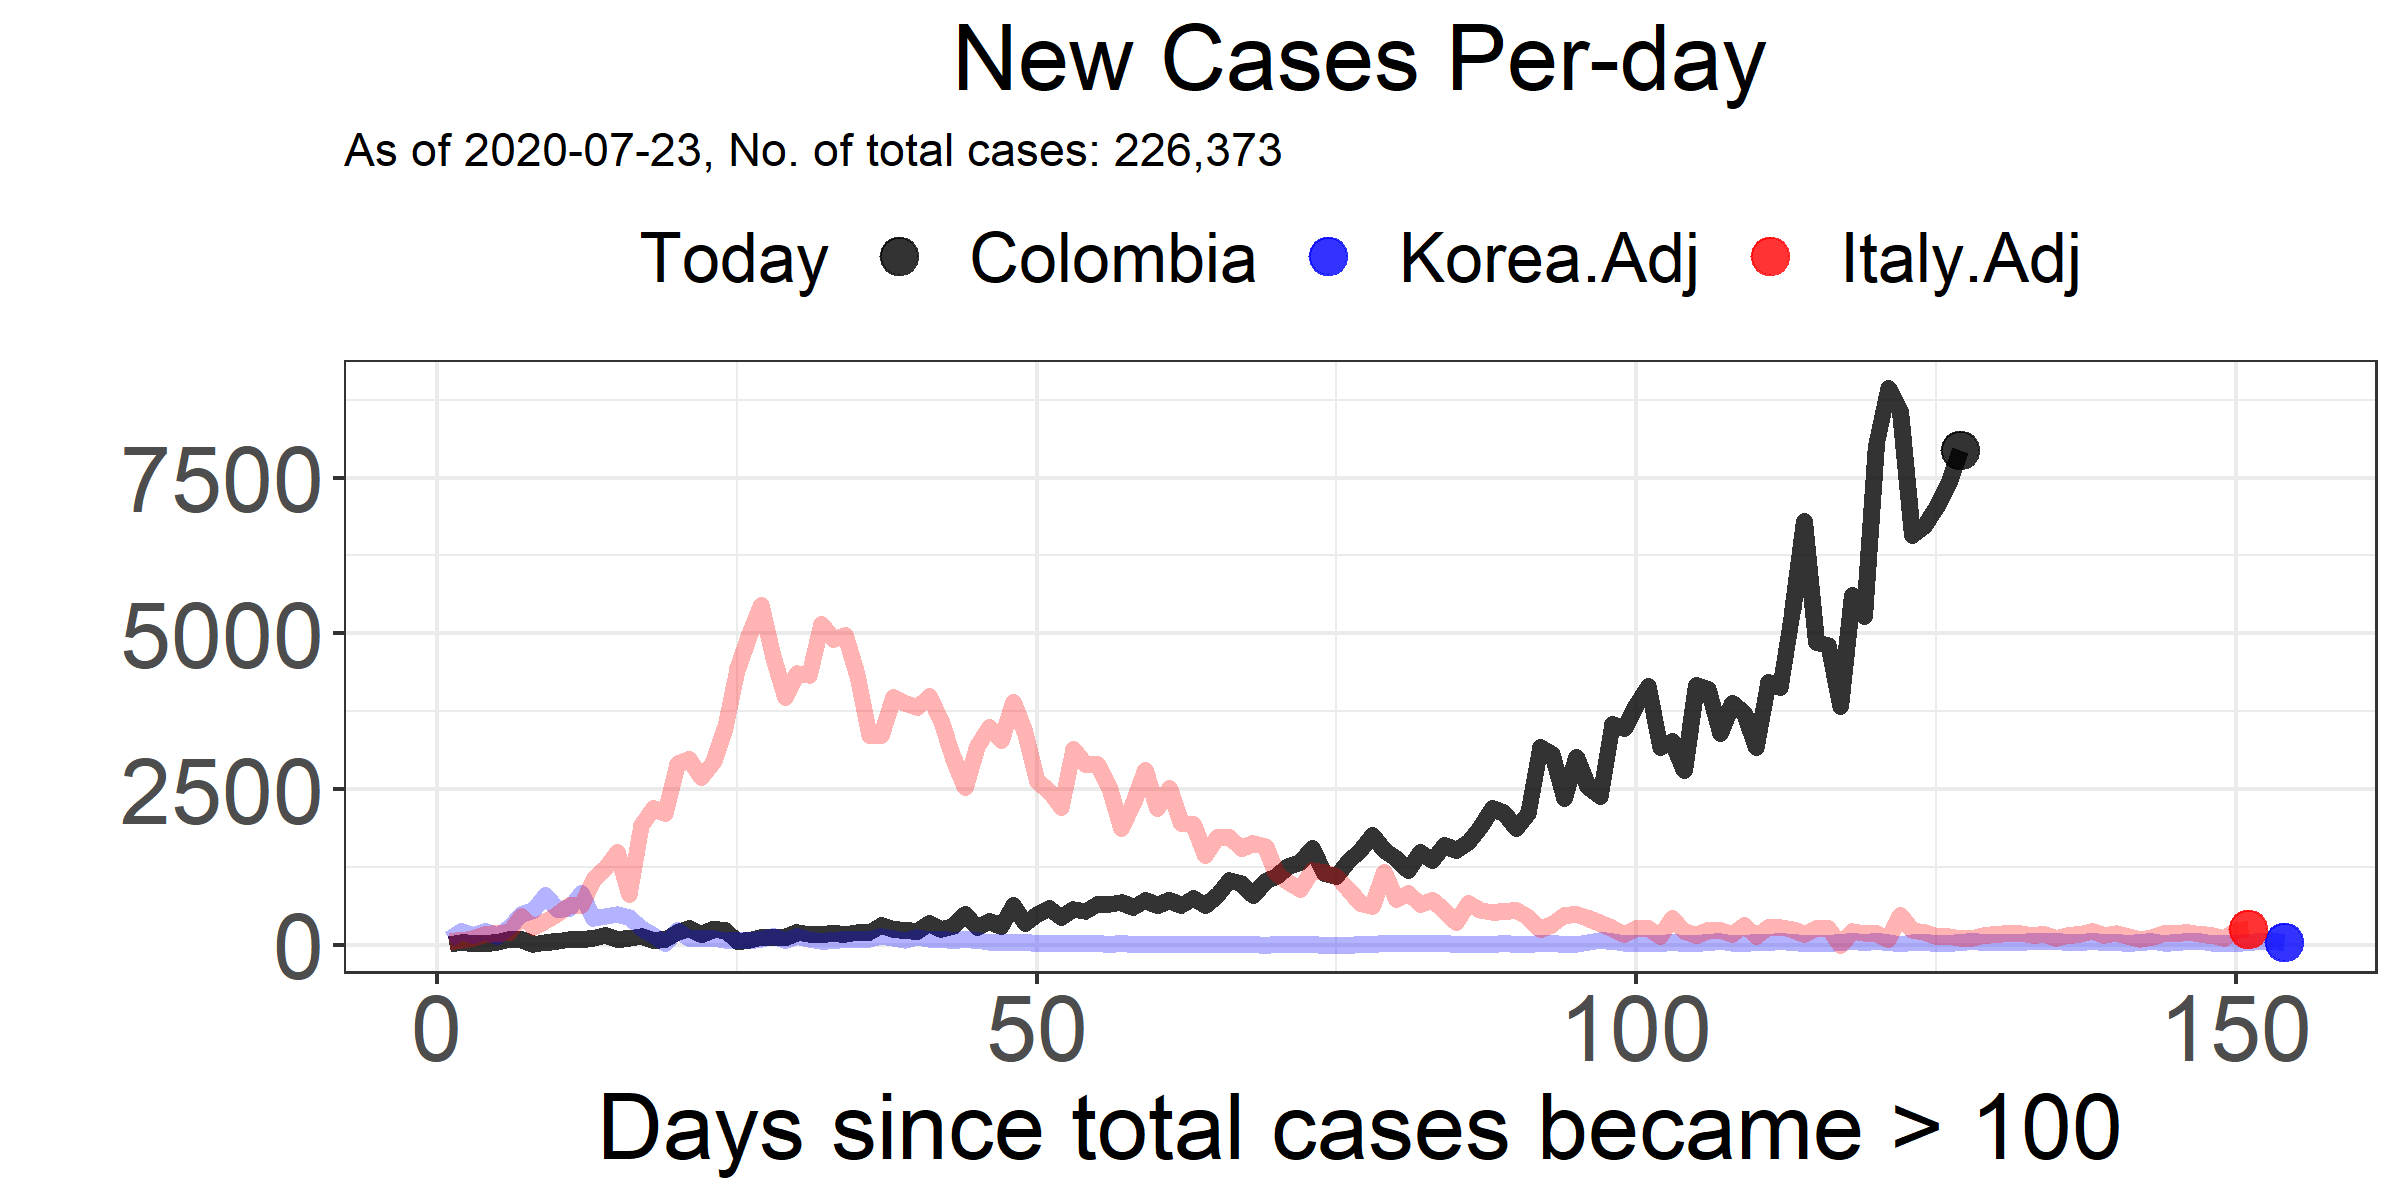 New Cases Per-day
As of 2020-07-23, No. of total cases: 226,373
Today Colombia Korea.Adj Italy.Adj
7500
5000
2500
0
0 50 100 150
Days since total cases became > 100